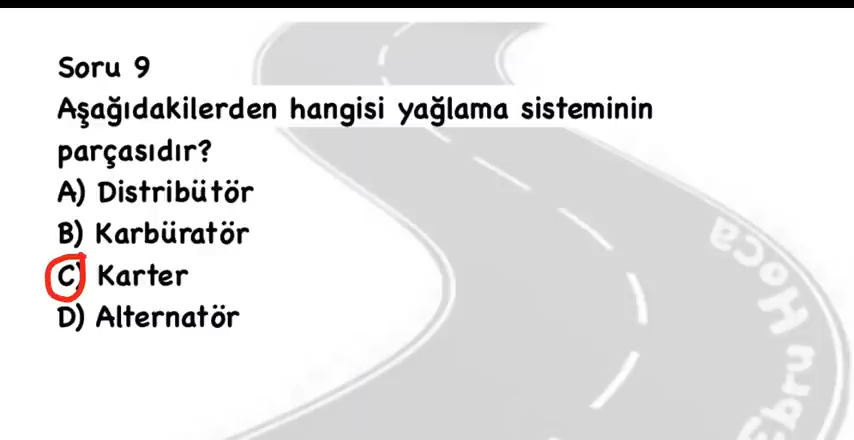 Soru 9
Aşağıdakilerden hangisi yağlama sisteminin
parçasıdır?
A) Distribütör
B) Karbüratör
C) Karter
D) Alternatör
Ebru Hoca